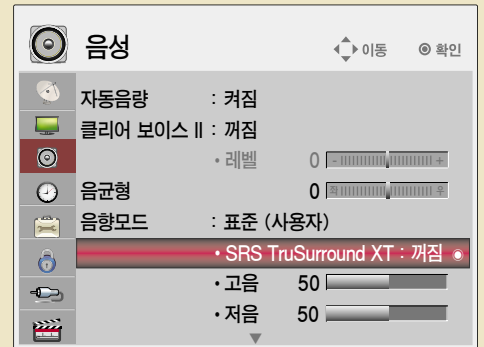 음성 이동 ◉ 확인
자동음량 : 켜짐
클리어 보이스 II : 꺼짐
• 레벨 0 - +
음균형 0 좌 우
음향모드 : 표준 (사용자)
• SRS TruSurround XT : 꺼짐 ◉
• 고음 50
• 저음 50
▼